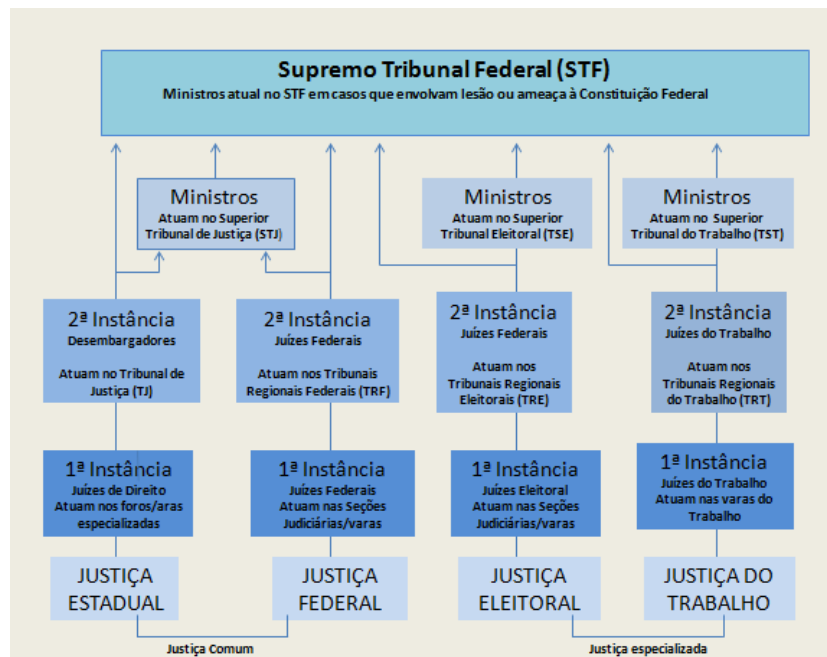 Supremo Tribunal Federal (STF)
Ministros atual no STF em casos que envolvam lesão ou ameaça à Constituição Federal
Ministros
Atuam no Superior
Tribunal de Justiça (STJ)
Ministros
Atuam no Superior
Tribunal Eleitoral (TSE)
Ministros
Atuam no Superior
Tribunal do Trabalho (TST)
2ª Instância
Desembargadores
Atuam no Tribunal de
Justiça (TJ)
2ª Instância
Juízes Federais
Atuam nos Tribunais
Regionais Federais (TRF)
2ª Instância
Juízes Federais
Atuam nos
Tribunais Regionais
Eleitorais (TRE)
2ª Instância
Juízes do Trabalho
Atuam nos
Tribunais Regionais
do Trabalho (TRT)
1ª Instância
Juízes de Direito
Atuam nos foros/aras
especializadas
1ª Instância
Juízes Federais
Atuam nas Seções
Judiciárias/varas
1ª Instância
Juízes Eleitoral
Atuam nas Seções
Judiciárias/varas
1ª Instância
Juízes do Trabalho
Atuam nas varas do
Trabalho
JUSTIÇA
ESTADUAL
JUSTIÇA
FEDERAL
JUSTIÇA
ELEITORAL
JUSTIÇA DO
TRABALHO
Justiça Comum
Justiça especializada